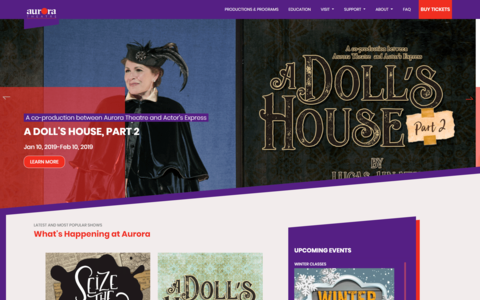 aurora
THEATRE
PRODUCTIONS & PROGRAMS EDUCATION VISIT SUPPORT ABOUT FAQ BUY TICKETS
A co-production between
Aurora Theatre and Actor's Express
A DOLL'S
HOUSE
Part 2
BY
A co-production between Aurora Theatre and Actor's Express
A DOLL'S HOUSE, PART 2
Jan 10, 2019-Feb 10, 2019
LEARN MORE
LATEST AND MOST POPULAR SHOWS
What's Happening at Aurora
SEIZE
THE
A DOLL'S
UPCOMING EVENTS
WINTER CLASSES
WINTER